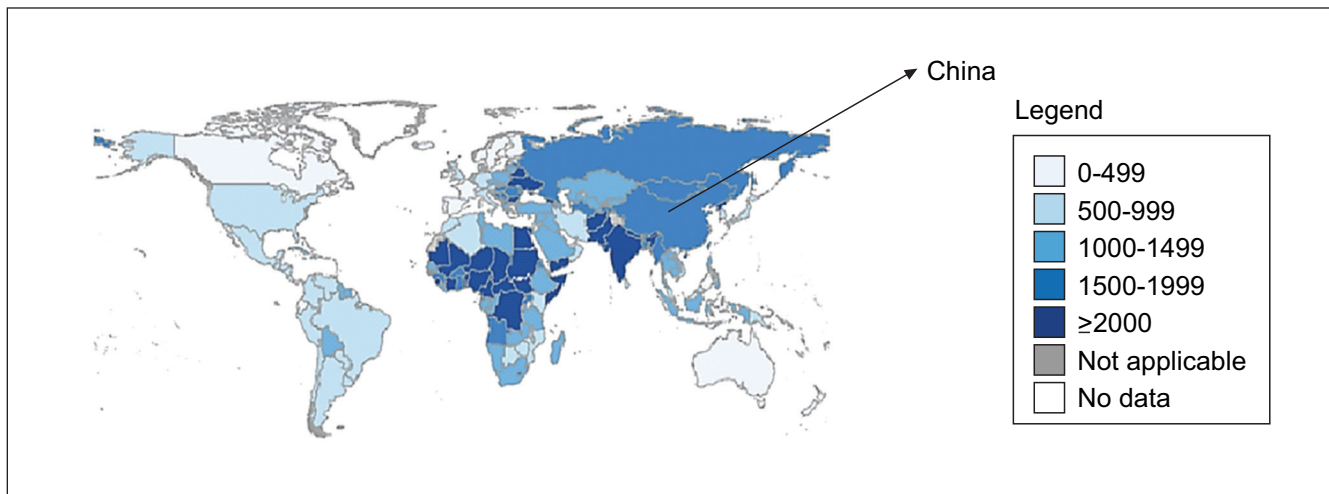 China
Legend
0-499
500-999
1000-1499
1500-1999
≥2000
Not applicable
No data